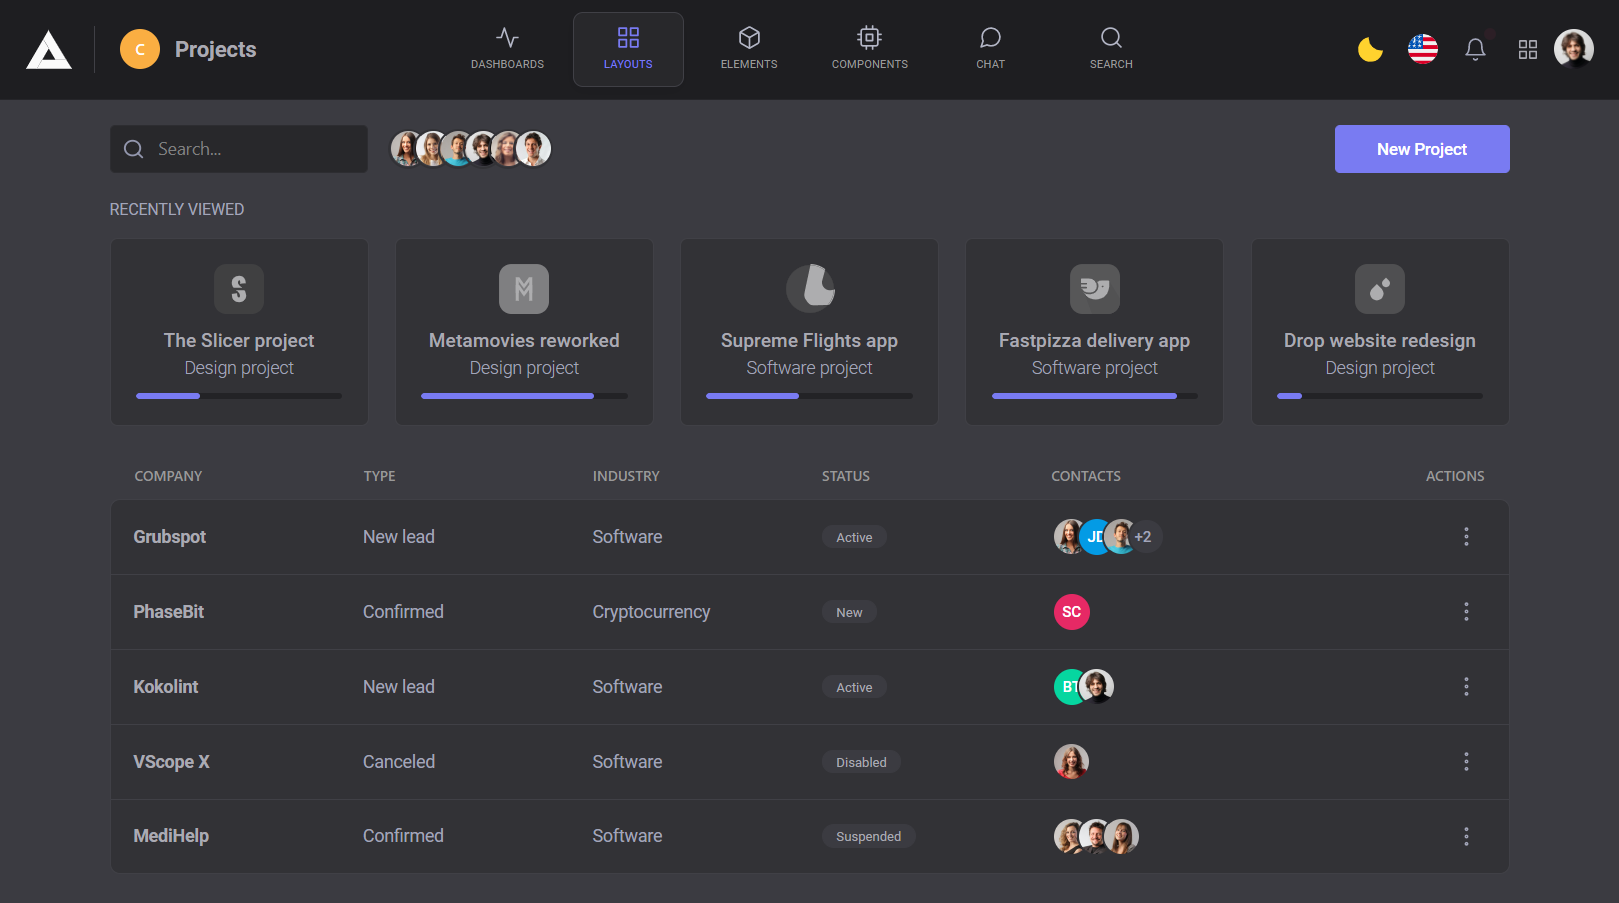 C
Projects
DASHBOARDS
LAYOUTS
ELEMENTS
COMPONENTS
CHAT
SEARCH
Search...
New Project
RECENTLY VIEWED
S
M
The Slicer project
Metamovies reworked
Supreme Flights app
Fastpizza delivery app
Drop website redesign
Design project
Design project
Software project
Software project
Design project
COMPANY TYPE INDUSTRY STATUS CONTACTS ACTIONS
Grubspot New lead Software Active JD +2
PhaseBit Confirmed Cryptocurrency New SC
Kokolint New lead Software Active BT
VScope X Canceled Software Disabled
MediHelp Confirmed Software Suspended